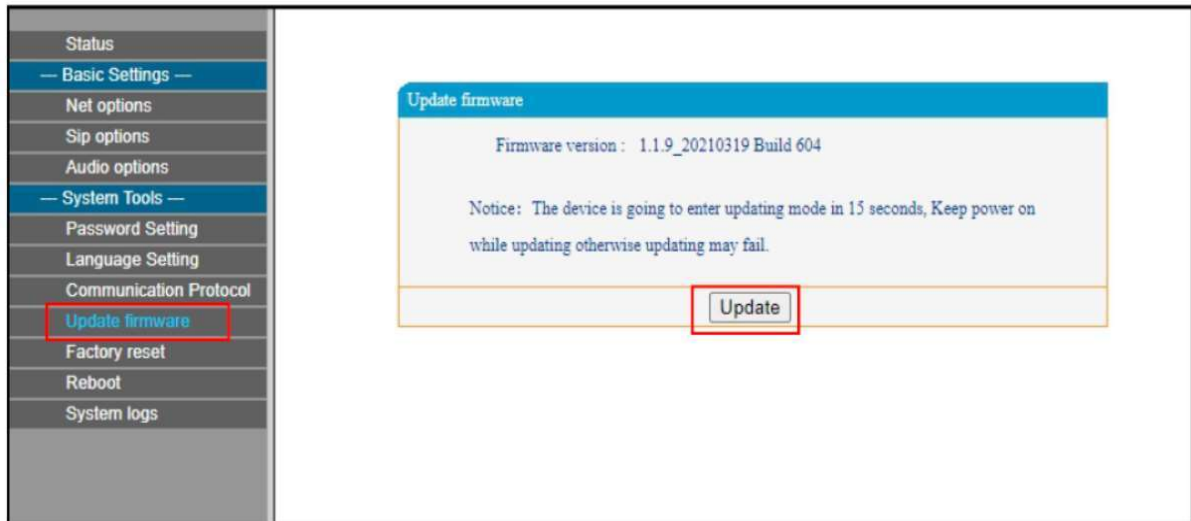 Status
— Basic Settings —
Net options
Sip options
Audio options
— System Tools —
Password Setting
Language Setting
Communication Protocol
Update firmware
Factory reset
Reboot
System logs
Update firmware
Firmware version : 1.1.9_20210319 Build 604
Notice: The device is going to enter updating mode in 15 seconds, Keep power on
while updating otherwise updating may fail.
Update